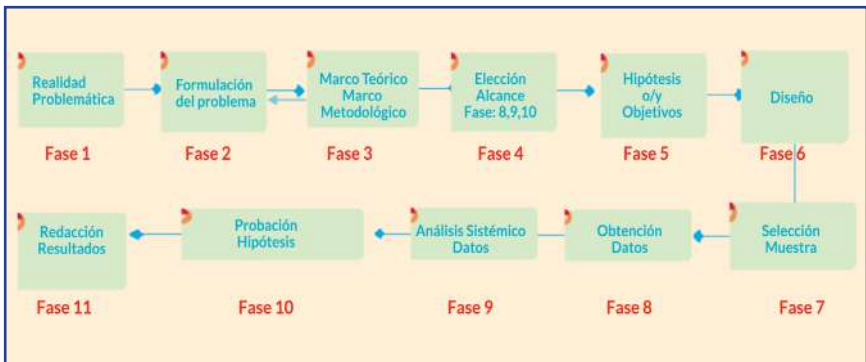 Realidad
Problemática
Fase 1
Formulación
del problema
Fase 2
Marco Teórico
Marco
Metodológico
Fase 3
Elección
Alcance
Fase: 8,9,10
Fase 4
Hipótesis
o/y
Objetivos
Fase 5
Diseño
Fase 6
Selección
Muestra
Fase 7
Obtención
Datos
Fase 8
Análisis Sistémico
Datos
Fase 9
Probación
Hipótesis
Fase 10
Redacción
Resultados
Fase 11